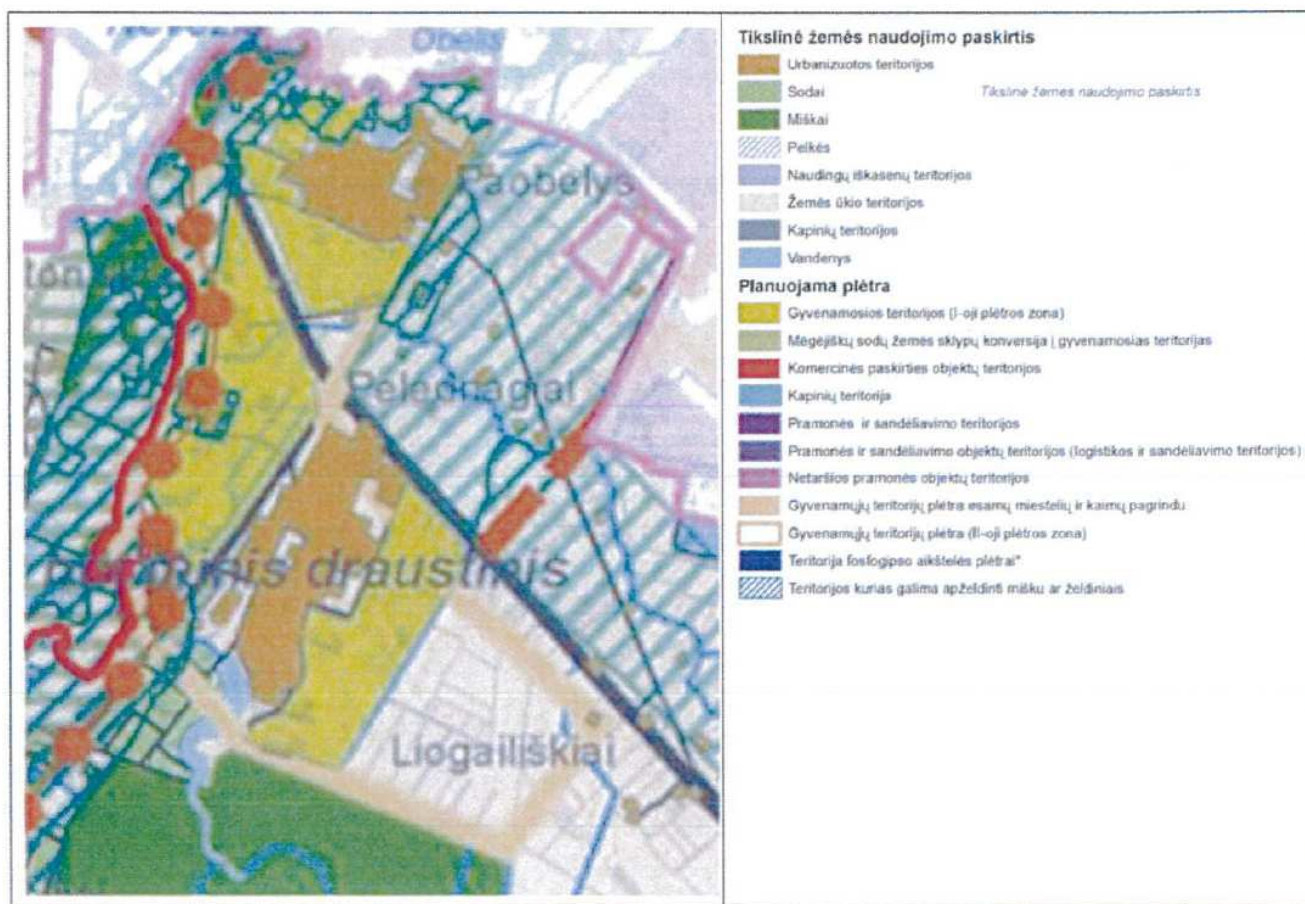 Obelis
Paobelys
Pelėdnagiai
draustinis
Liogailiškiai
Tikslinė žemės naudojimo paskirtis
Urbanizuotos teritorijos
Sodai
Tikslinė žemės naudojimo paskirtis
Miškai
Pelkės
Naudingų iškasenų teritorijos
Žemės ūkio teritorijos
Kapinių teritorijos
Vandenys
Planuojama plėtra
Gyvenamosios teritorijos (I-oji plėtros zona)
Mėgėjiškų sodų žemės sklypų konversija į gyvenamosias teritorijas
Komercinės paskirties objektų teritorijos
Kapinių teritorija
Pramonės ir sandėliavimo teritorijos
Pramonės ir sandėliavimo objektų teritorijos (logistikos ir sandėliavimo teritorijos)
Netaršios pramonės objektų teritorijos
Gyvenamųjų teritorijų plėtra esamų miestelių ir kaimų pagrindu
Gyvenamųjų teritorijų plėtra (II-oji plėtros zona)
Teritorija fosfogipso aikštelės plėtrai*
Teritorijos kurias galima apželdinti mišku ar želdiniais